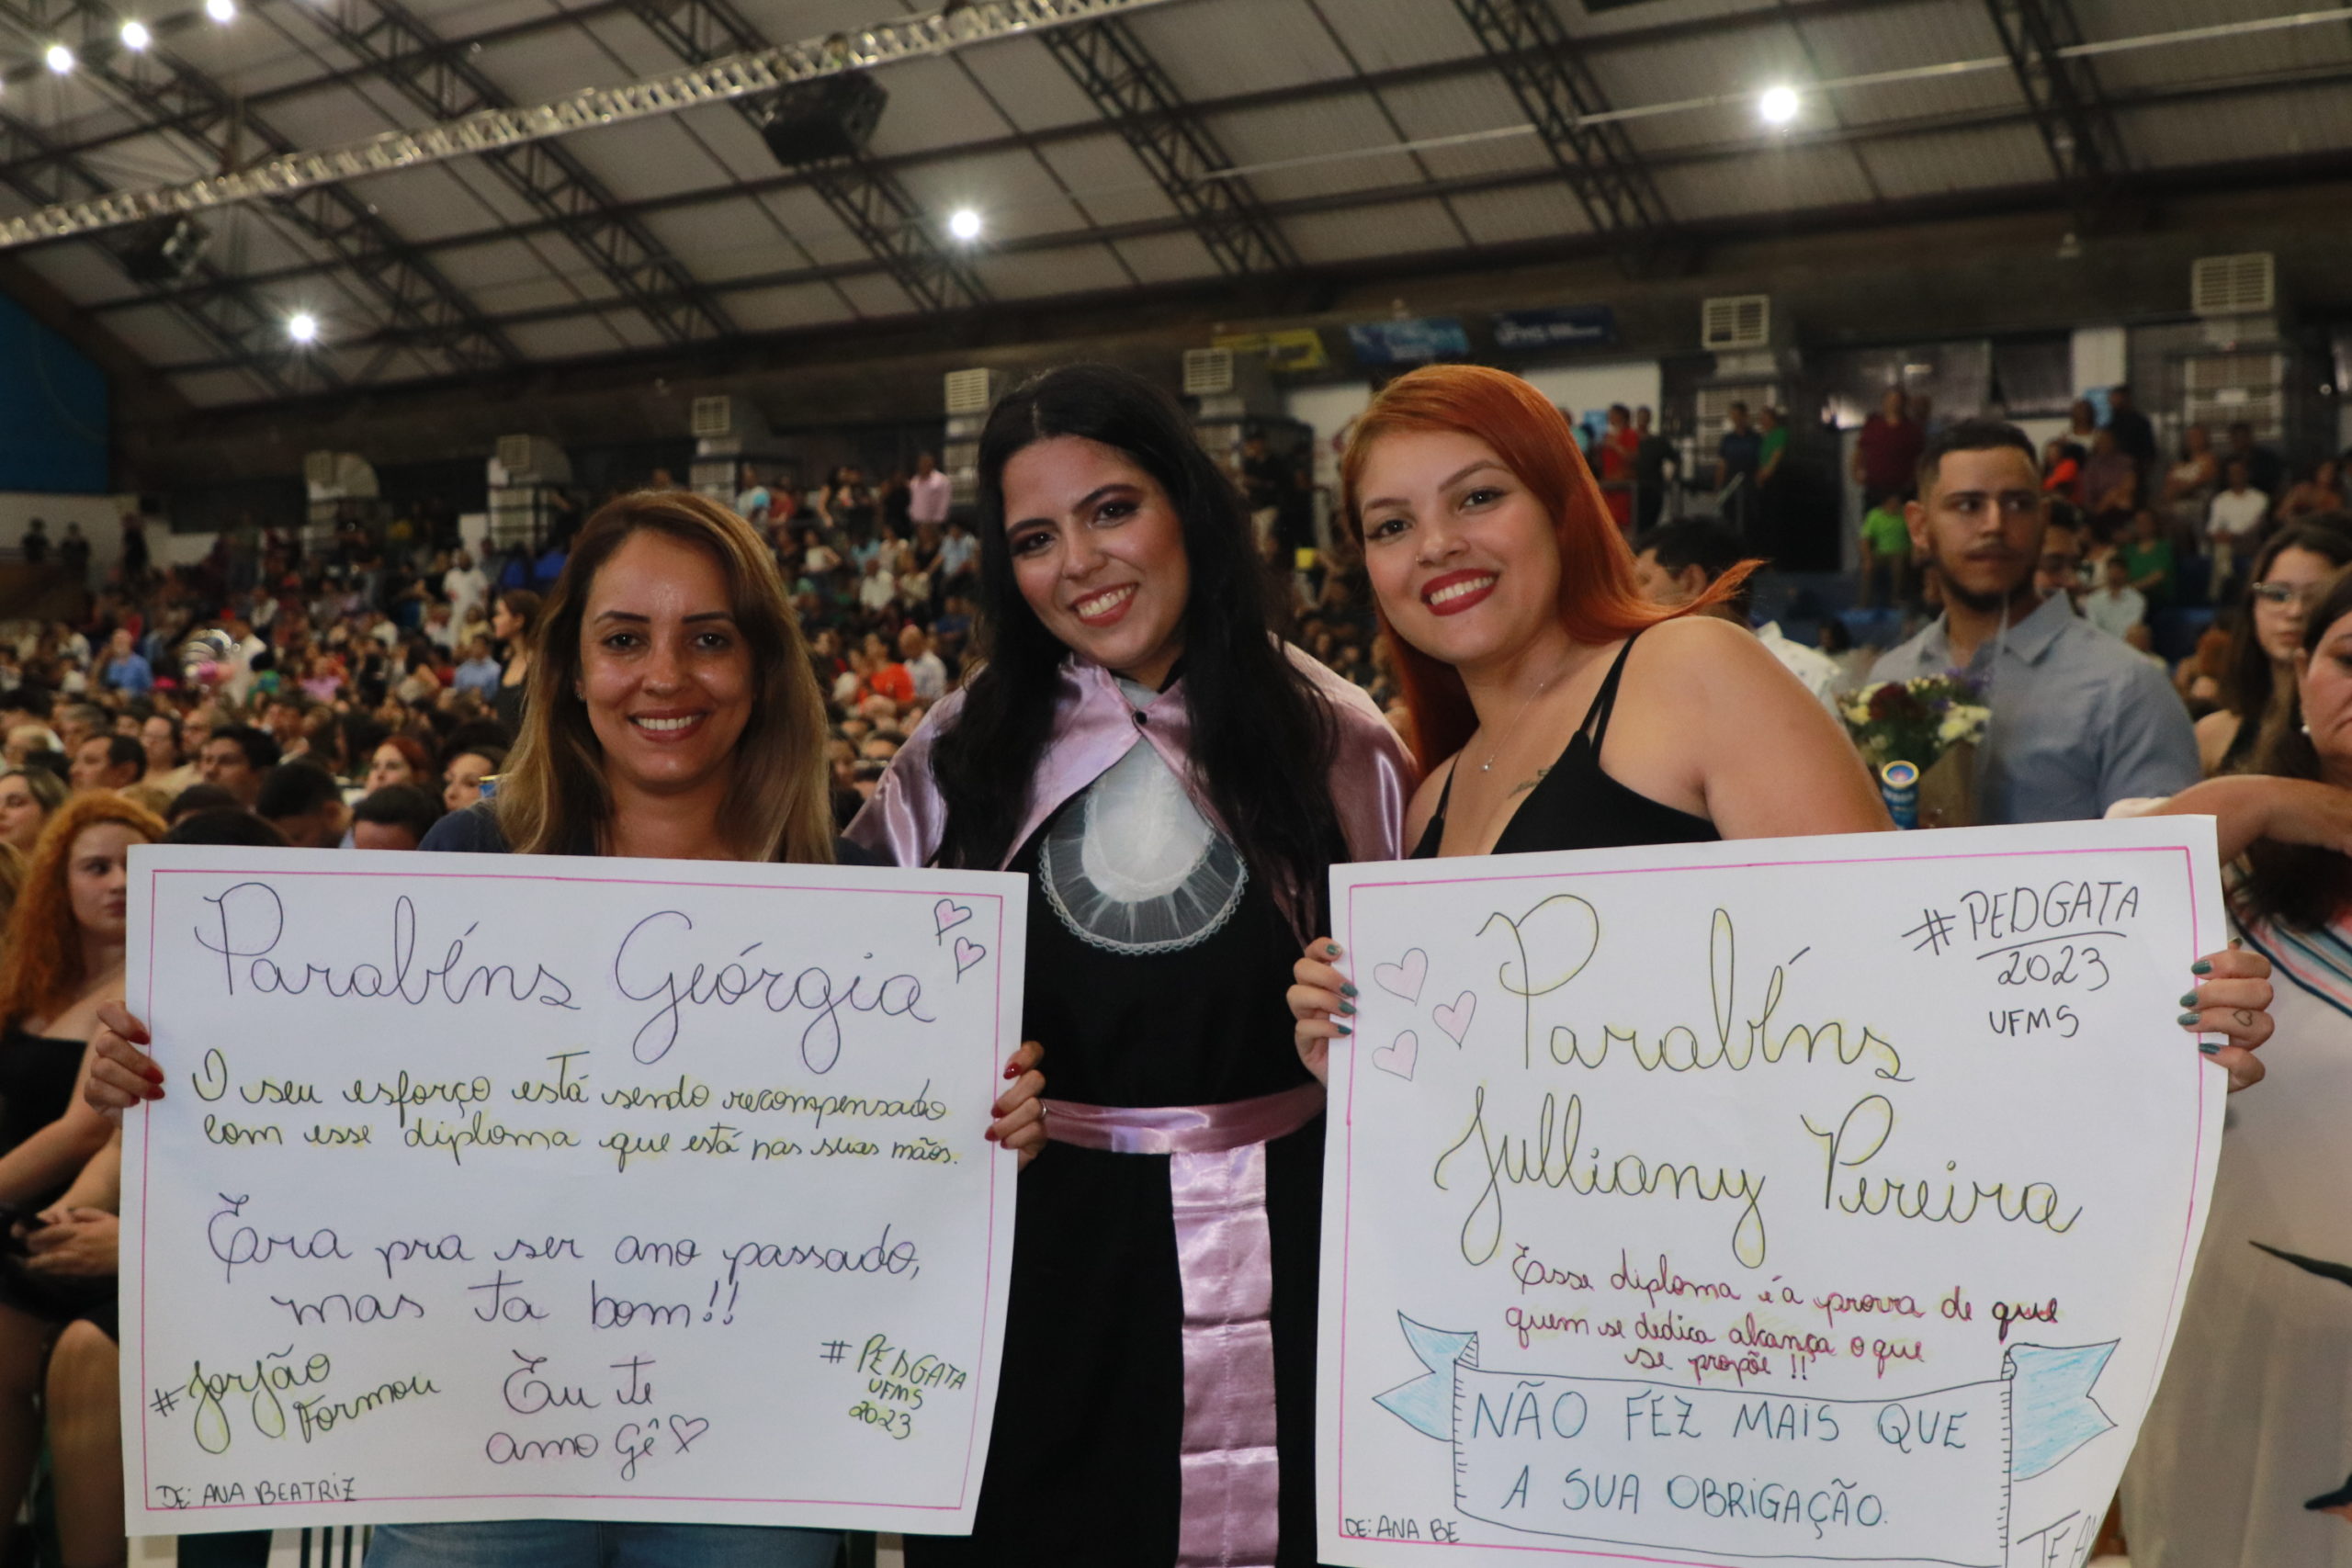 Parabéns Geórgia
O seu esforço está sendo recompensado
com esse diploma que está nas suas mãos.
Era pra ser ano passado,
mas ta bom!!
#Jorjão
Formou
Eu te
amo Gê
#PEDGATA
UFMS
2023
DE: ANA BEATRIZ
#PEDGATA
2023
UFMS
Parabéns
Julliany Pereira
Esse diploma é a prova de que
quem se dedica alcança o que
se propõe !!
NÃO FEZ MAIS QUE
A SUA OBRIGAÇÃO.
DE: ANA BE
TE A